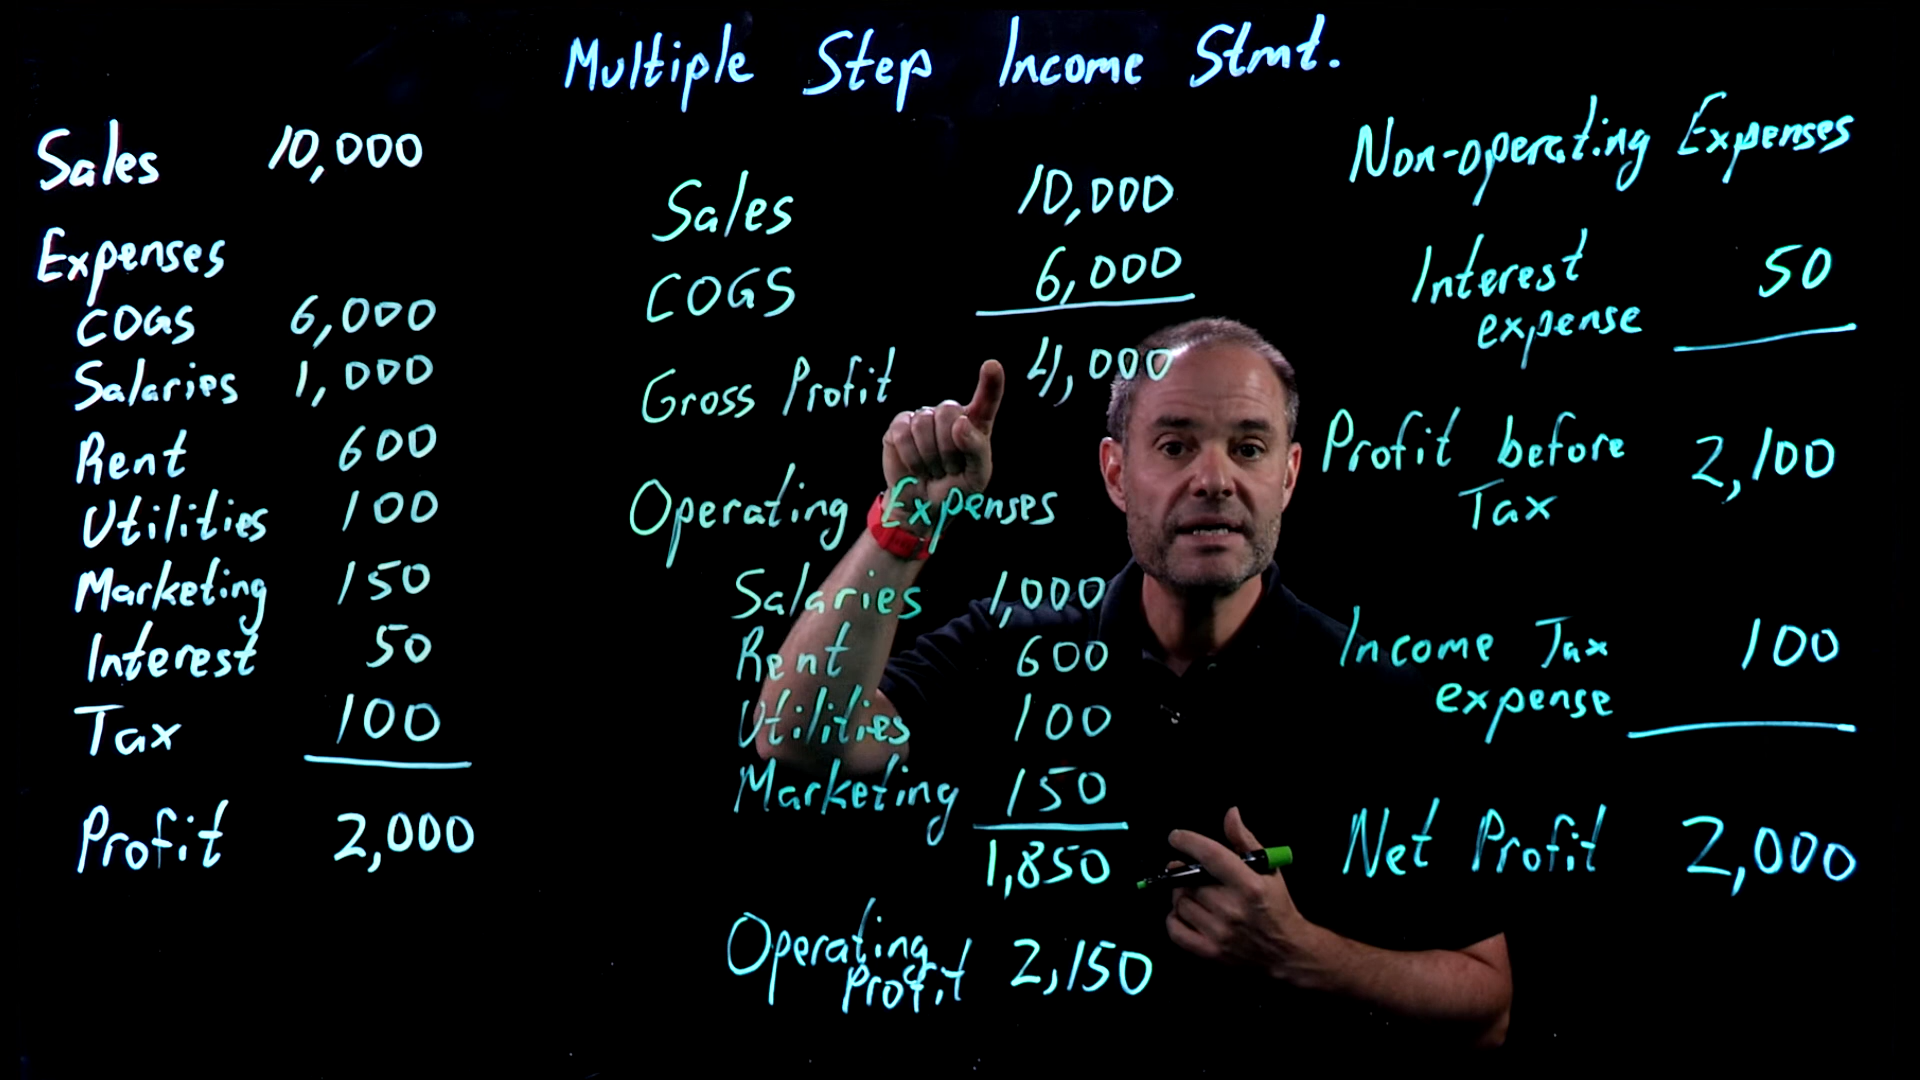 Multiple Step Income Stmt.
Sales 10,000
Expenses
COGS 6,000
Salaries 1,000
Rent 600
Utilities 100
Marketing 150
Interest 50
Tax 100
Profit 2,000
Sales 10,000
COGS 6,000
Gross Profit 4,000
Operating Expenses
Salaries 1,000
Rent 600
Utilities 100
Marketing 150
1,850
Operating
Profit 2,150
Non-operating Expenses
Interest 50
expense
Profit before 2,100
Tax
Income Tax 100
expense
Net Profit 2,000